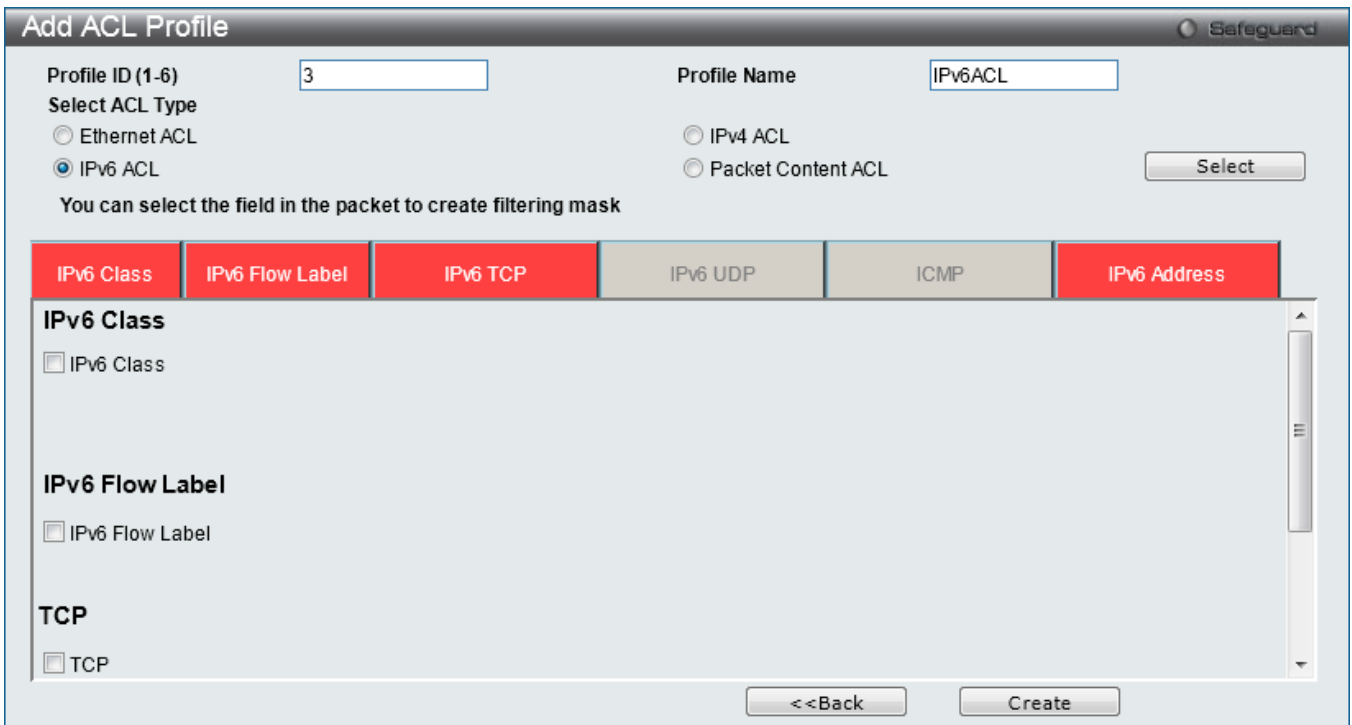 Add ACL Profile
Safeguard
Profile ID (1-6) 3 Profile Name IPv6ACL
Select ACL Type
Ethernet ACL IPv4 ACL
IPv6 ACL Packet Content ACL Select
You can select the field in the packet to create filtering mask
IPv6 Class IPv6 Flow Label IPv6 TCP IPv6 UDP ICMP IPv6 Address
IPv6 Class
IPv6 Class
IPv6 Flow Label
IPv6 Flow Label
TCP
TCP
<<Back Create